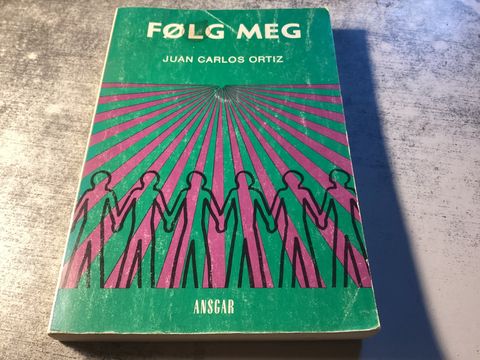 FØLG MEG
JUAN CARLOS ORTIZ
ANSGAR